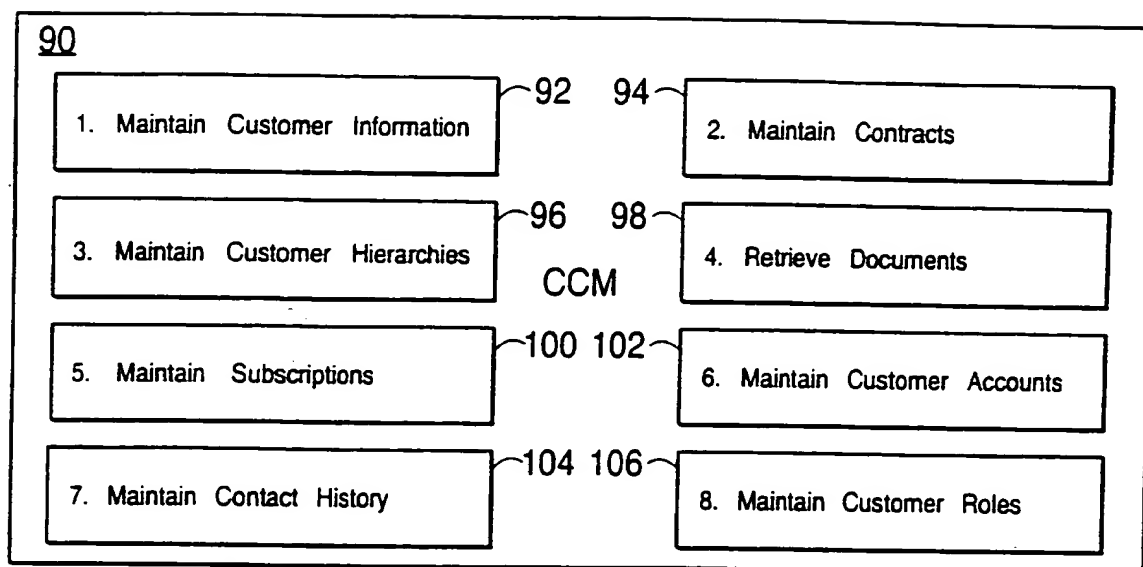 90
1. Maintain Customer Information
92 94
2. Maintain Contracts
3. Maintain Customer Hierarchies
96 98
4. Retrieve Documents
CCM
5. Maintain Subscriptions
100 102
6. Maintain Customer Accounts
7. Maintain Contact History
104 106
8. Maintain Customer Roles